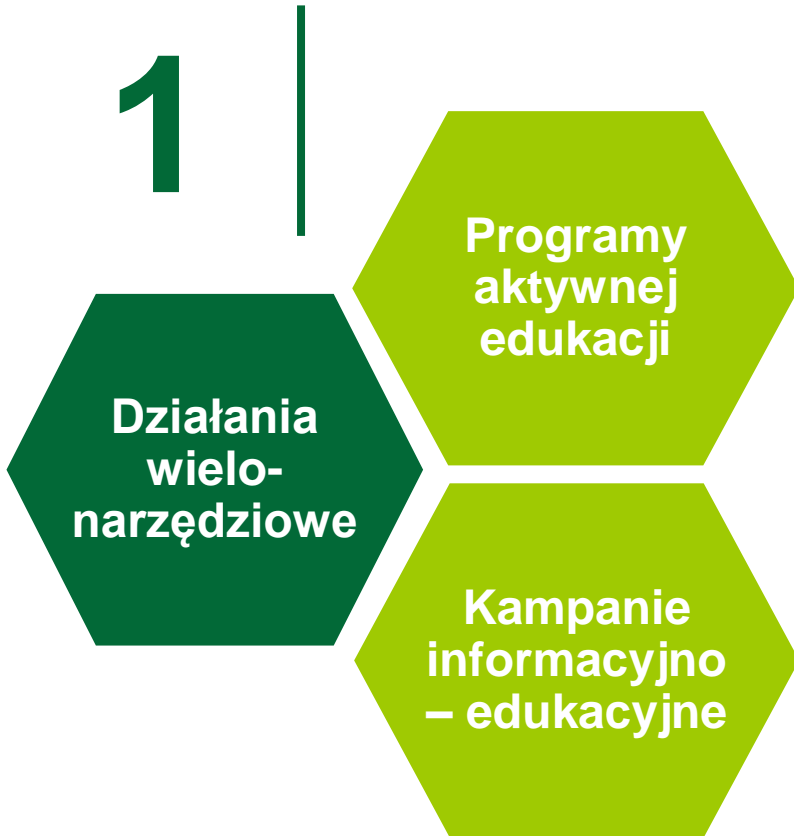 1
Działania
wielo-
narzędziowe
Programy
aktywnej
edukacji
Kampanie
informacyjno
– edukacyjne